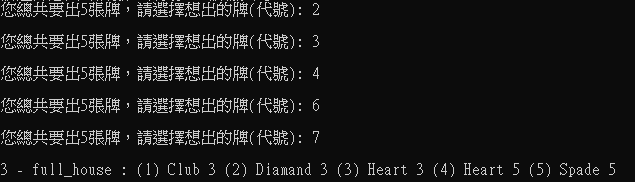 您總共要出5張牌，請選擇想出的牌(代號): 2
您總共要出5張牌，請選擇想出的牌(代號): 3
您總共要出5張牌，請選擇想出的牌(代號): 4
您總共要出5張牌，請選擇想出的牌(代號): 6
您總共要出5張牌，請選擇想出的牌(代號): 7
3 - full_house : (1) Club 3 (2) Diamand 3 (3) Heart 3 (4) Heart 5 (5) Spade 5